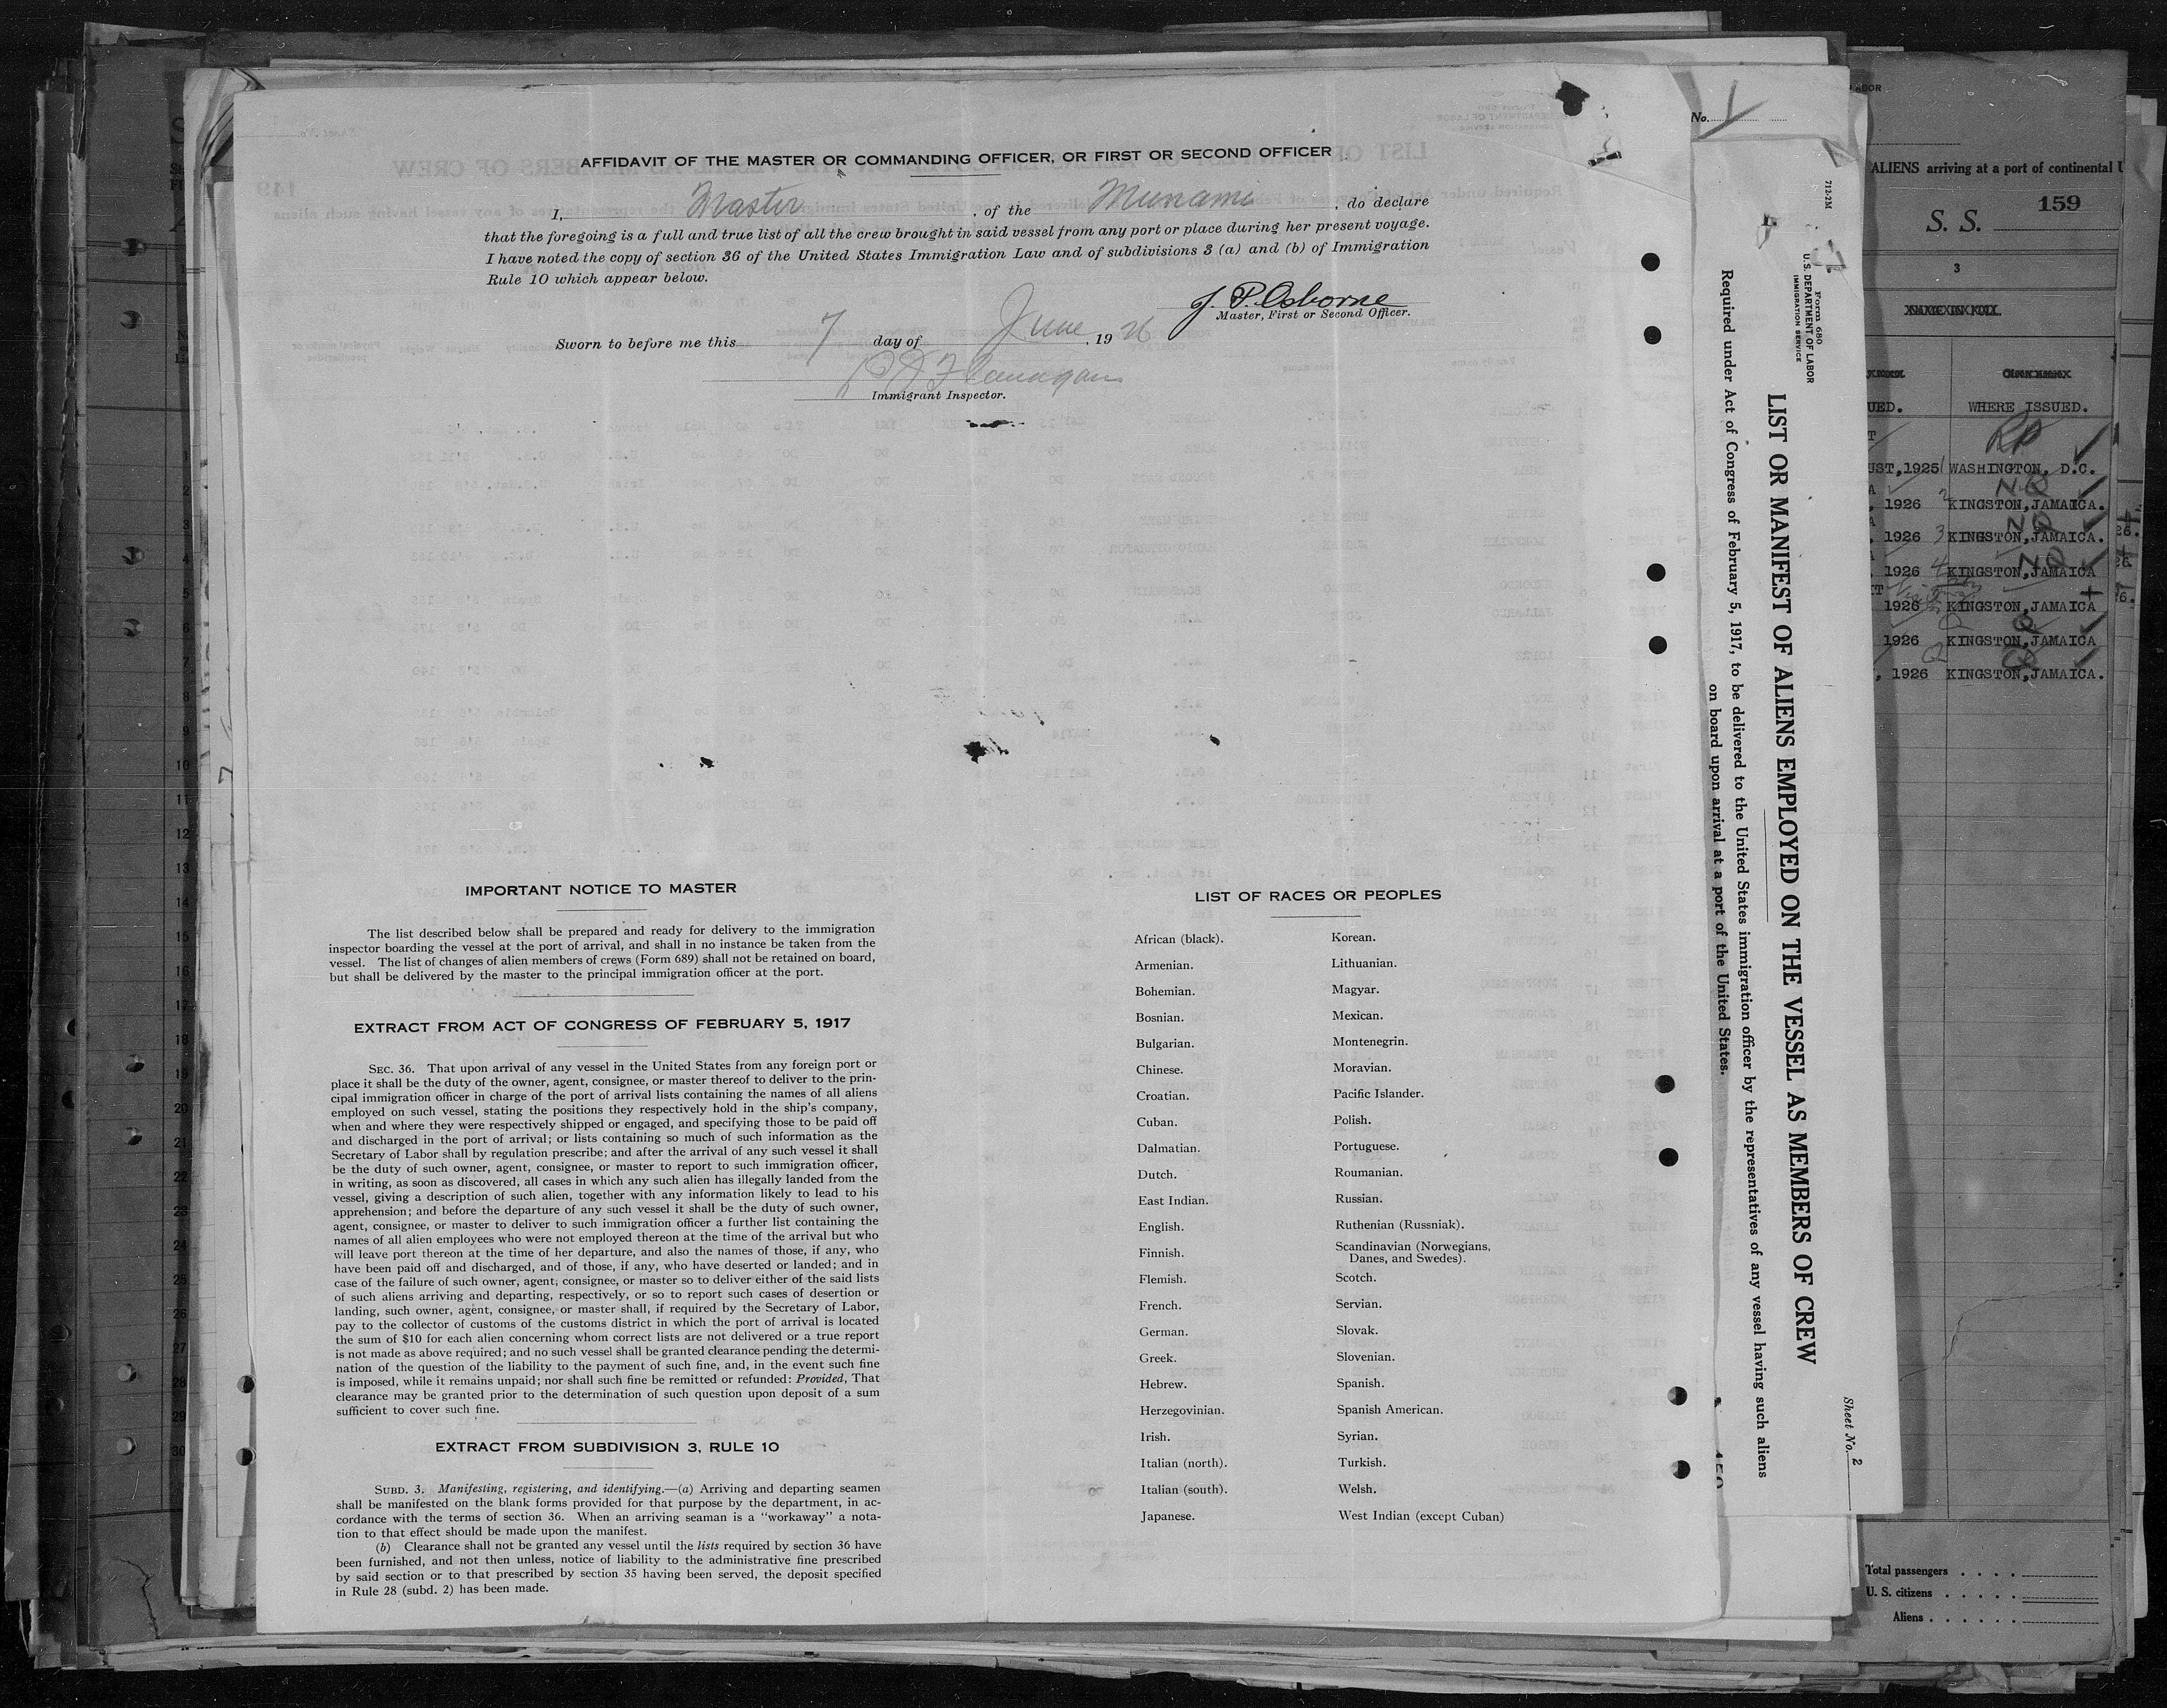 AFFIDAVIT OF THE MASTER OR COMMANDING OFFICER, OR FIRST OR SECOND OFFICER
I, Master, of the Munamo, do declare
that the foregoing is a full and true list of all the crew brought in said vessel from any port or place during her present voyage.
I have noted the copy of section 36 of the United States Immigration Law and of subdivisions 3 (a) and (b) of Immigration
Rule 10 which appear below.
J. P. Osborne
Master, First or Second Officer.
Sworn to before me this 7 day of June, 1926
Flanagan
Immigrant Inspector.
IMPORTANT NOTICE TO MASTER
The list described below shall be prepared and ready for delivery to the immigration
inspector boarding the vessel at the port of arrival, and shall in no instance be taken from the
vessel. The list of changes of alien members of crews (Form 689) shall not be retained on board,
but shall be delivered by the master to the principal immigration officer at the port.
EXTRACT FROM ACT OF CONGRESS OF FEBRUARY 5, 1917
SEC. 36. That upon arrival of any vessel in the United States from any foreign port or
place it shall be the duty of the owner, agent, consignee, or master thereof to deliver to the prin-
cipal immigration officer in charge of the port of arrival lists containing the names of all aliens
employed on such vessel, stating the positions they respectively hold in the ship's company,
when and where they were respectively shipped or engaged, and specifying those to be paid off
and discharged in the port of arrival; or lists containing so much of such information as the
Secretary of Labor shall by regulation prescribe; and after the arrival of any such vessel it shall
be the duty of such owner, agent, consignee, or master to report to such immigration officer,
in writing, as soon as discovered, all cases in which any such alien has illegally landed from the
vessel, giving a description of such alien, together with any information likely to lead to his
apprehension; and before the departure of any such vessel it shall be the duty of such owner,
agent, consignee, or master to deliver to such immigration officer a further list containing the
names of all alien employees who were not employed thereon at the time of the arrival but who
will leave port thereon at the time of her departure, and also the names of those, if any, who
have been paid off and discharged, and of those, if any, who have deserted or landed; and in
case of the failure of such owner, agent, consignee, or master so to deliver either of the said lists
of such aliens arriving and departing, respectively, or so to report such cases of desertion or
landing, such owner, agent, consignee, or master shall, if required by the Secretary of Labor,
pay to the collector of customs of the customs district in which the port of arrival is located
the sum of $10 for each alien concerning whom correct lists are not delivered or a true report
is not made as above required; and no such vessel shall be granted clearance pending the determi-
nation of the question of the liability to the payment of such fine, and, in the event such fine
is imposed, while it remains unpaid; nor shall such fine be remitted or refunded: Provided, That
clearance may be granted prior to the determination of such question upon deposit of a sum
sufficient to cover such fine.
EXTRACT FROM SUBDIVISION 3, RULE 10
SUBD. 3. Manifesting, registering, and identifying.—(a) Arriving and departing seamen
shall be manifested on the blank forms provided for that purpose by the department, in ac-
cordance with the terms of section 36. When an arriving seaman is a "workaway" a nota-
tion to that effect should be made upon the manifest.
(b) Clearance shall not be granted any vessel until the lists required by section 36 have
been furnished, and not then unless, notice of liability to the administrative fine prescribed
by said section or to that prescribed by section 35 having been served, the deposit specified
in Rule 28 (subd. 2) has been made.
LIST OF RACES OR PEOPLES
African (black). Korean.
Armenian. Lithuanian.
Bohemian. Magyar.
Bosnian. Mexican.
Bulgarian. Montenegrin.
Chinese. Moravian.
Croatian. Pacific Islander.
Cuban. Polish.
Dalmatian. Portuguese.
Dutch. Roumanian.
East Indian. Russian.
English. Ruthenian (Russniak).
Finnish. Scandinavian (Norwegians,
Danes, and Swedes).
Flemish. Scotch.
French. Servian.
German. Slovak.
Greek. Slovenian.
Hebrew. Spanish.
Herzegovinian. Spanish American.
Irish. Syrian.
Italian (north). Turkish.
Italian (south). Welsh.
Japanese. West Indian (except Cuban)
No.
712-2M
Form 680
U. S. DEPARTMENT OF LABOR
IMMIGRATION SERVICE
Sheet No. 2
LIST OR MANIFEST OF ALIENS EMPLOYED ON THE VESSEL AS MEMBERS OF CREW
Required under Act of Congress of February 5, 1917, to be delivered to the United States immigration officer by the representatives of any vessel having such aliens
on board upon arrival at a port of the United States.
ALIENS arriving at a port of continental U
S. S.
159
3
UED. WHERE ISSUED.
RP
UST, 1925 1 WASHINGTON, D.C.
NQ
1926 2 KINGSTON, JAMAICA.
NQ
1926 3 KINGSTON, JAMAICA.
NQ
1926 4 KINGSTON, JAMAICA
1926 KINGSTON, JAMAICA
Q
1926 KINGSTON, JAMAICA
Q
, 1926 KINGSTON, JAMAICA.
Total passengers
U. S. citizens
Aliens